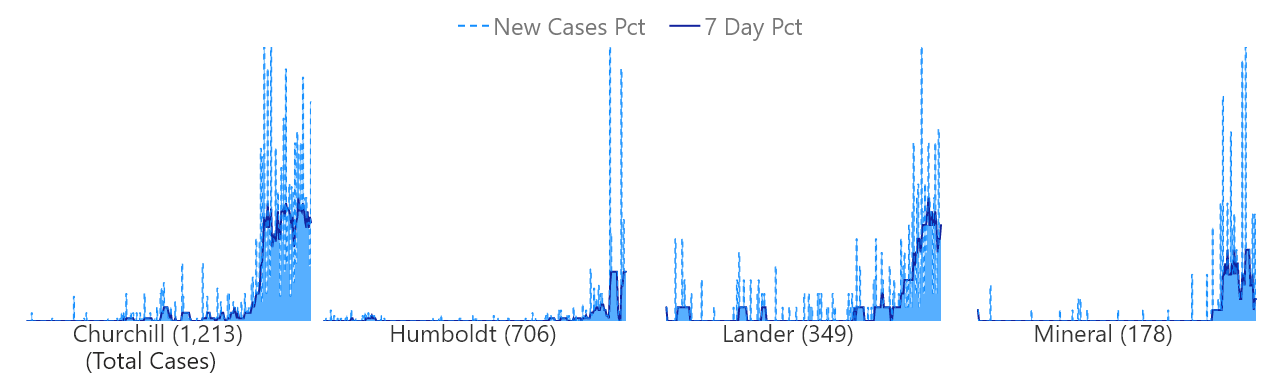 New Cases Pct 7 Day Pct
Churchill (1,213) Humboldt (706) Lander (349) Mineral (178)
(Total Cases)